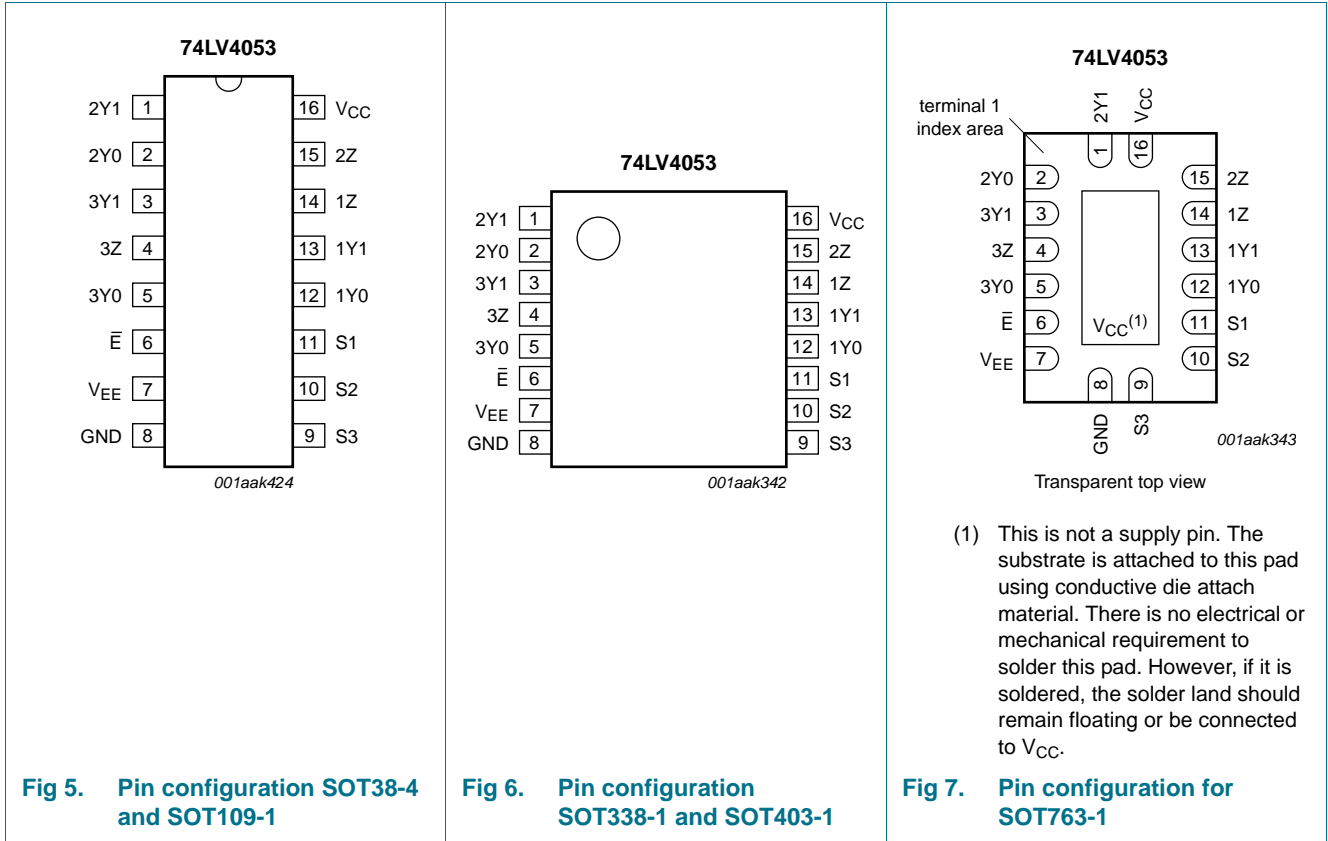 74LV4053
2Y1 1 16 VCC
2Y0 2 15 2Z
3Y1 3 14 1Z
3Z 4 13 1Y1
3Y0 5 12 1Y0
E̅ 6 11 S1
VEE 7 10 S2
GND 8 9 S3
001aak424
Fig 5. Pin configuration SOT38-4
and SOT109-1
74LV4053
2Y1 1 16 VCC
2Y0 2 15 2Z
3Y1 3 14 1Z
3Z 4 13 1Y1
3Y0 5 12 1Y0
E̅ 6 11 S1
VEE 7 10 S2
GND 8 9 S3
001aak342
Fig 6. Pin configuration
SOT338-1 and SOT403-1
74LV4053
terminal 1
index area
2Y1 VCC
1 16
2Y0 2 15 2Z
3Y1 3 14 1Z
3Z 4 13 1Y1
3Y0 5 12 1Y0
E̅ 6 VCC(1) 11 S1
VEE 7 10 S2
8 9
GND S3
001aak343
Transparent top view
(1) This is not a supply pin. The
substrate is attached to this pad
using conductive die attach
material. There is no electrical or
mechanical requirement to
solder this pad. However, if it is
soldered, the solder land should
remain floating or be connected
to VCC.
Fig 7. Pin configuration for
SOT763-1